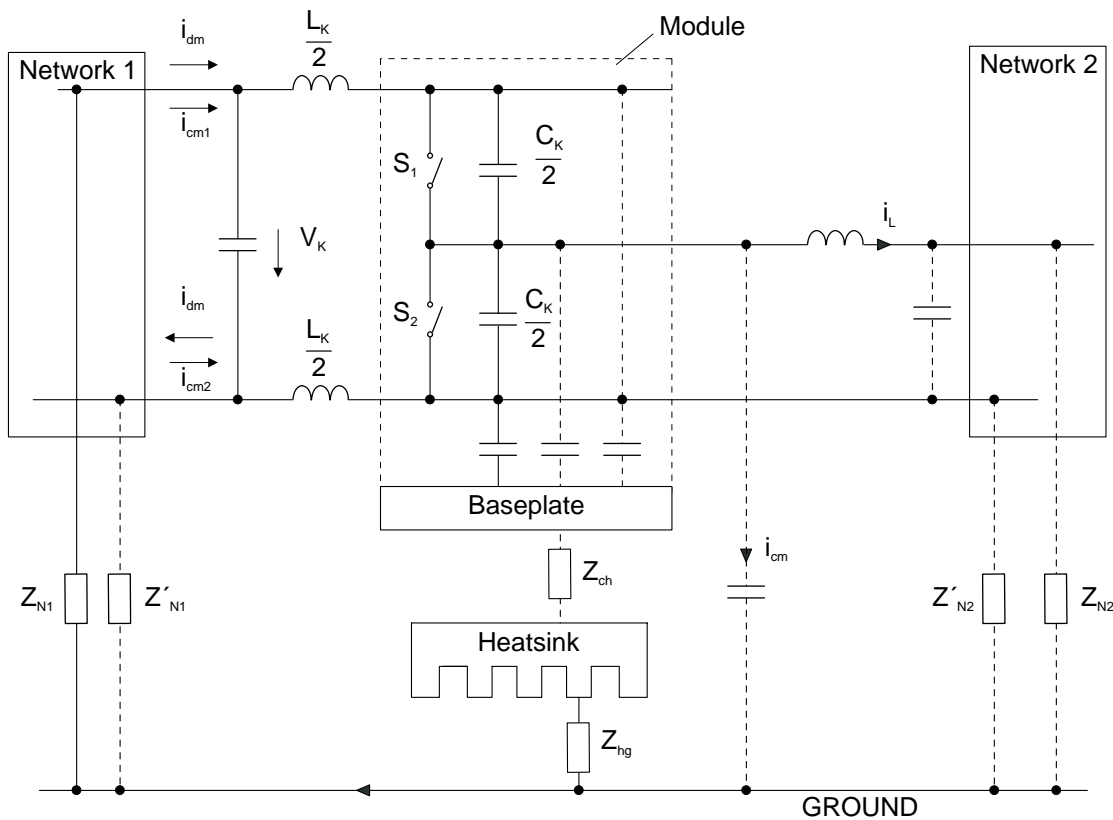 Module
Network 1
i_dm
L_K/2
i_cm1
Network 2
C_K/2
S_1
V_K
i_L
i_dm
L_K/2
S_2
C_K/2
i_cm2
Baseplate
Z_ch
i_cm
Z_N1
Z´_N1
Z´_N2
Z_N2
Heatsink
Z_hg
GROUND